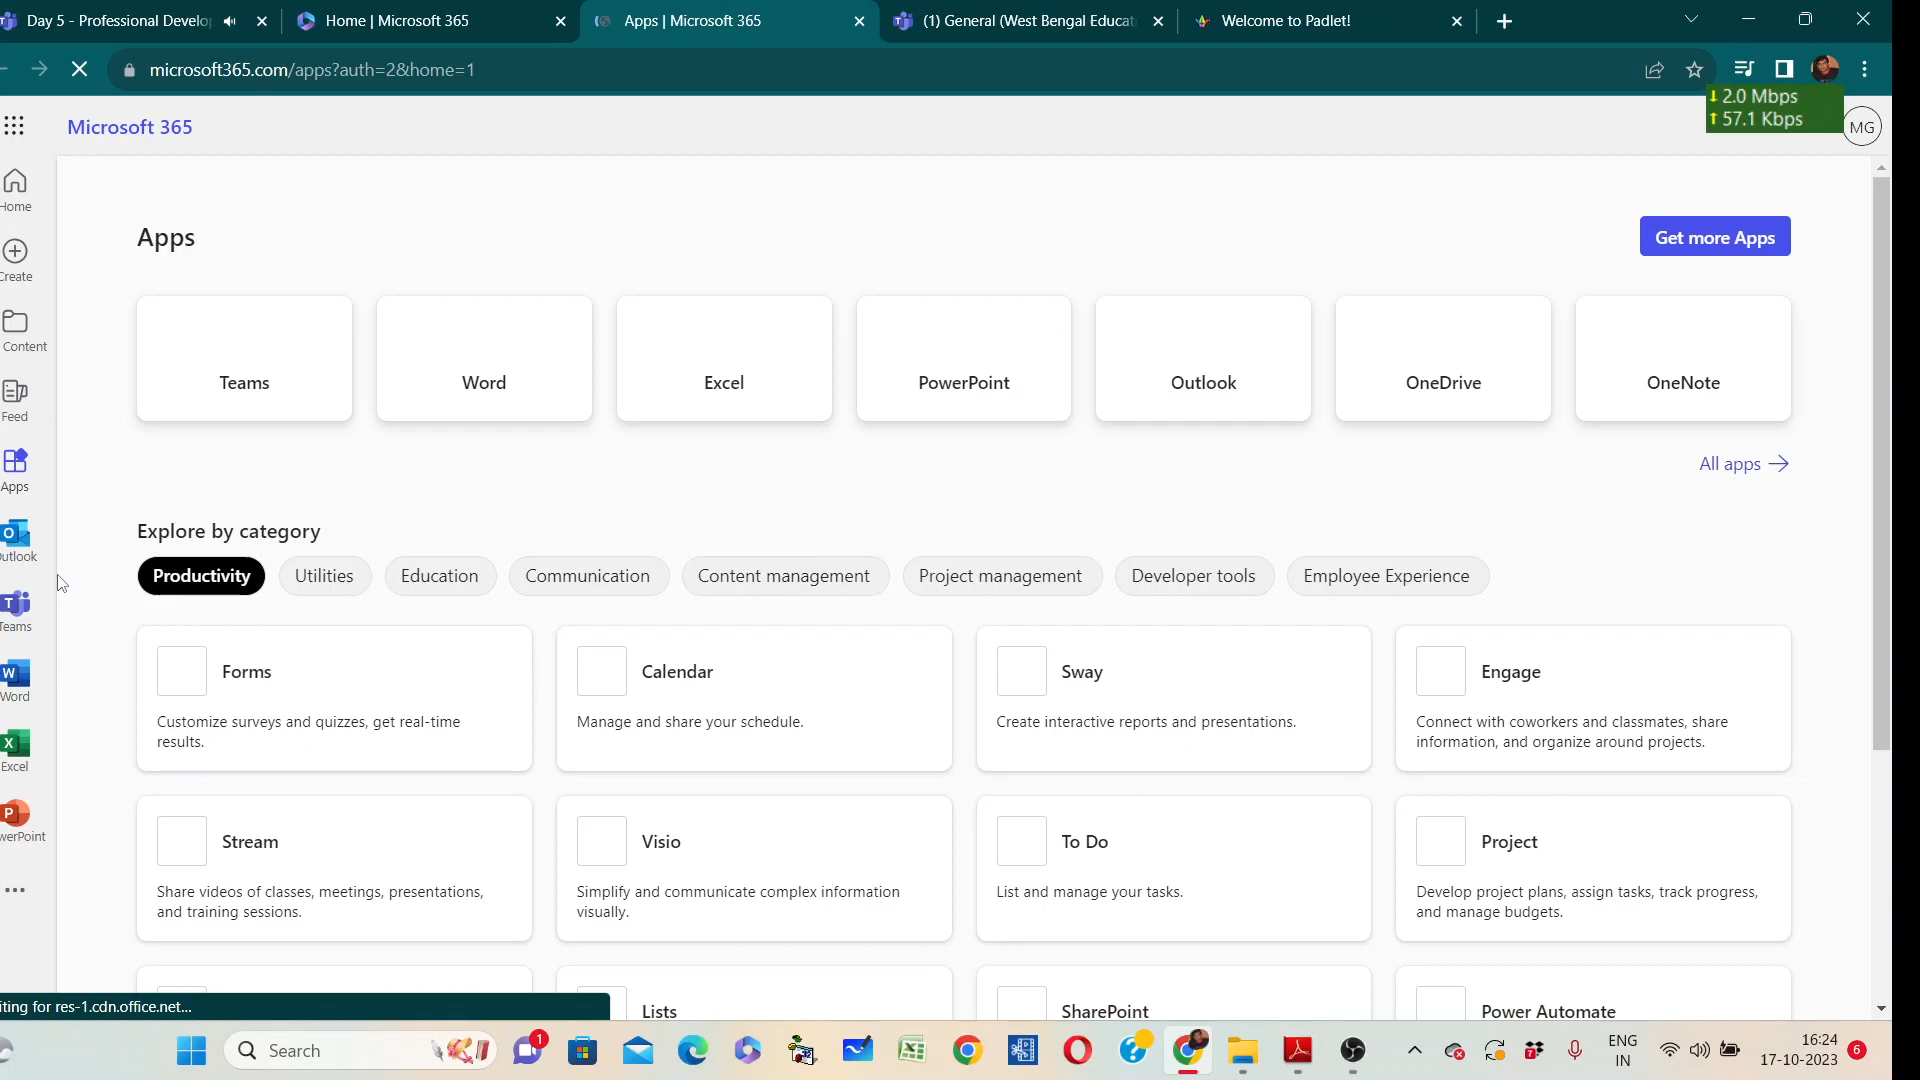 Day 5 - Professional Develop
Home | Microsoft 365
Apps | Microsoft 365
(1) General (West Bengal Educati
Welcome to Padlet!
microsoft365.com/apps?auth=2&home=1
2.0 Mbps
57.1 Kbps
Microsoft 365
MG
Home
Create
Content
Feed
Apps
utlook
Teams
Word
Excel
werPoint
Apps
Get more Apps
Teams
Word
Excel
PowerPoint
Outlook
OneDrive
OneNote
All apps
Explore by category
Productivity
Utilities
Education
Communication
Content management
Project management
Developer tools
Employee Experience
Forms
Customize surveys and quizzes, get real-time
results.
Calendar
Manage and share your schedule.
Sway
Create interactive reports and presentations.
Engage
Connect with coworkers and classmates, share
information, and organize around projects.
Stream
Share videos of classes, meetings, presentations,
and training sessions.
Visio
Simplify and communicate complex information
visually.
To Do
List and manage your tasks.
Project
Develop project plans, assign tasks, track progress,
and manage budgets.
Lists
SharePoint
Power Automate
iting for res-1.cdn.office.net...
Search
1
ENG
IN
16:24
17-10-2023
6